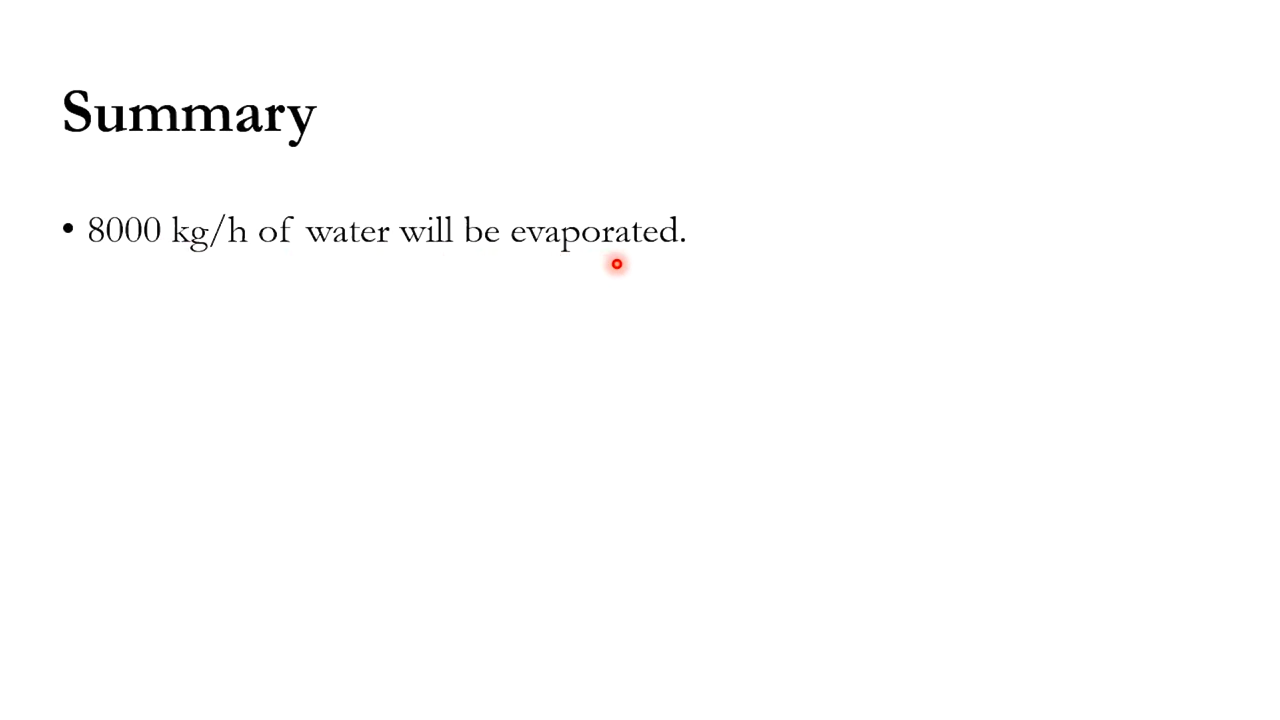 Summary
• 8000 kg/h of water will be evaporated.